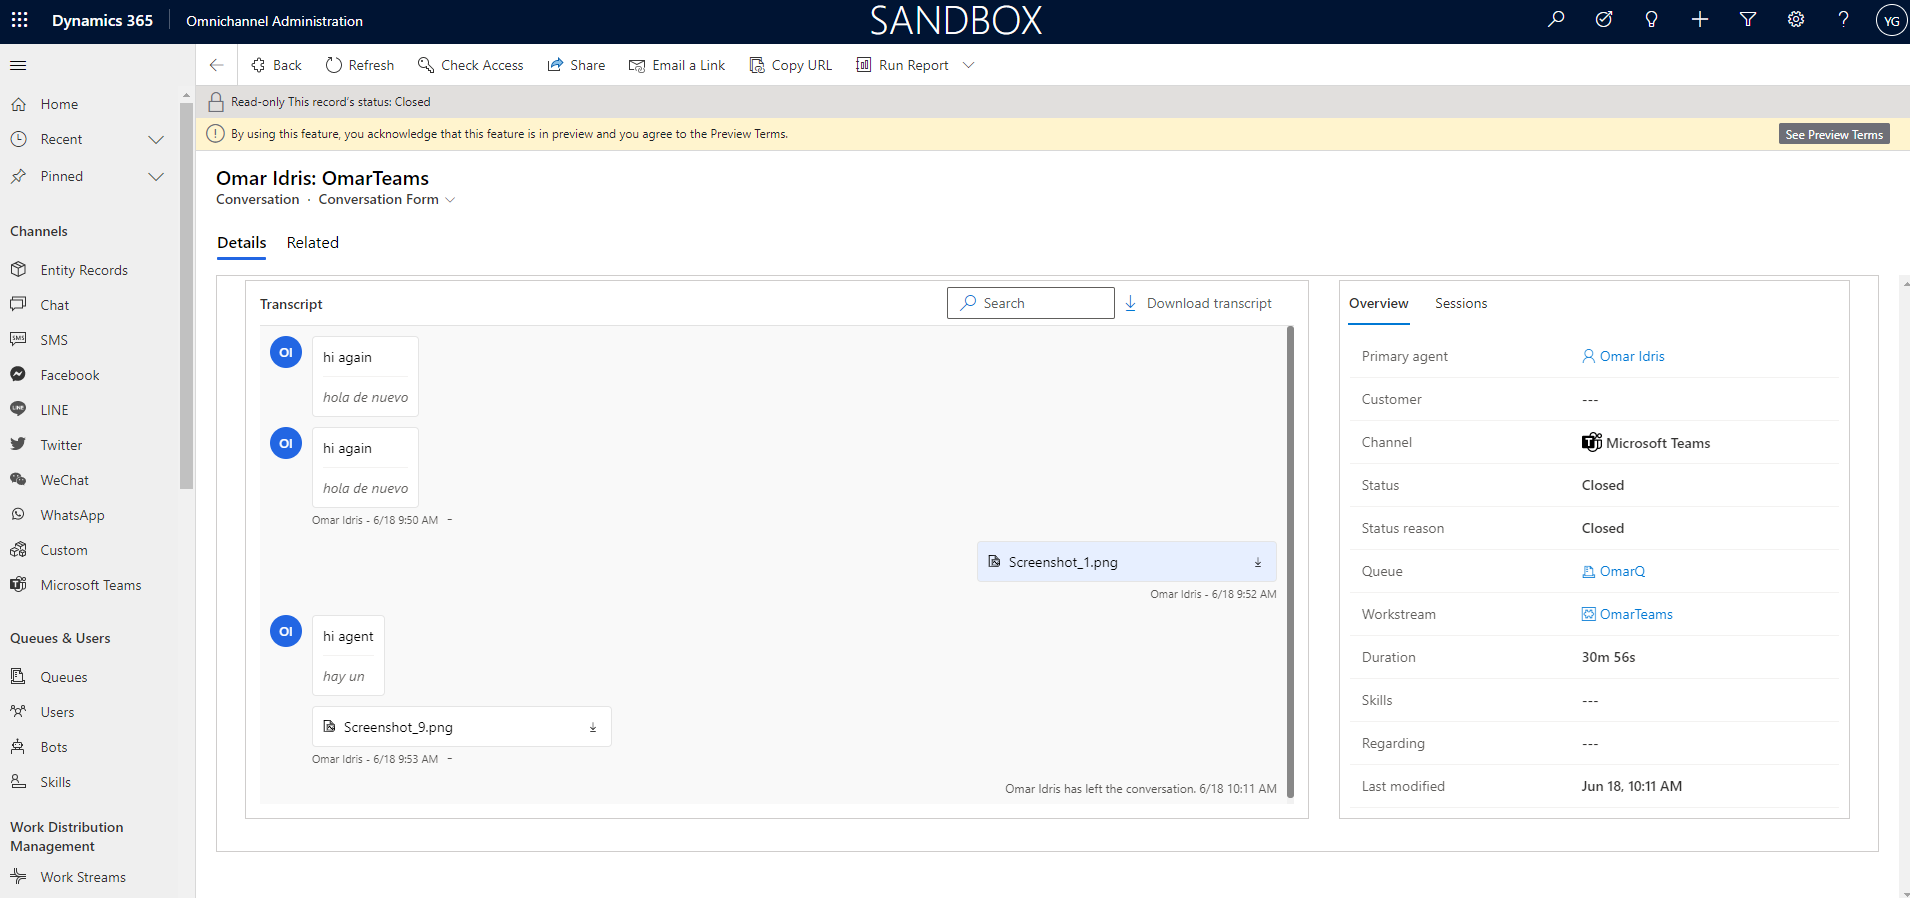 Dynamics 365 Omnichannel Administration SANDBOX YG
Back Refresh Check Access Share Email a Link Copy URL Run Report
Read-only This record's status: Closed
By using this feature, you acknowledge that this feature is in preview and you agree to the Preview Terms. See Preview Terms
Home
Recent
Pinned
Channels
Entity Records
Chat
SMS
Facebook
LINE
Twitter
WeChat
WhatsApp
Custom
Microsoft Teams
Queues & Users
Queues
Users
Bots
Skills
Work Distribution
Management
Work Streams
Omar Idris: OmarTeams
Conversation · Conversation Form
Details Related
Transcript Search Download transcript
OI hi again
hola de nuevo
OI hi again
hola de nuevo
Omar Idris - 6/18 9:50 AM -
Screenshot_1.png
Omar Idris - 6/18 9:52 AM
OI hi agent
hay un
Screenshot_9.png
Omar Idris - 6/18 9:53 AM -
Omar Idris has left the conversation. 6/18 10:11 AM
Overview Sessions
Primary agent Omar Idris
Customer ---
Channel Microsoft Teams
Status Closed
Status reason Closed
Queue OmarQ
Workstream OmarTeams
Duration 30m 56s
Skills ---
Regarding ---
Last modified Jun 18, 10:11 AM